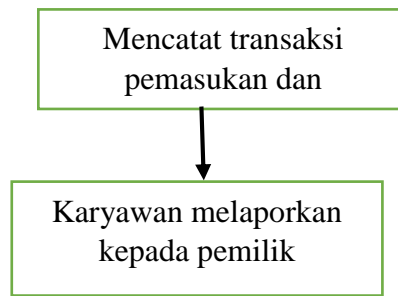 Mencatat transaksi
pemasukan dan
Karyawan melaporkan
kepada pemilik